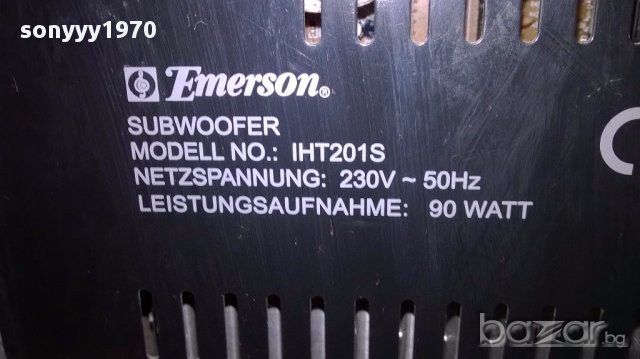 sonyyy1970
Emerson®
SUBWOOFER
MODELL NO.: IHT201S
NETZSPANNUNG: 230V ~ 50Hz
LEISTUNGSAUFNAHME: 90 WATT
bazar.bg